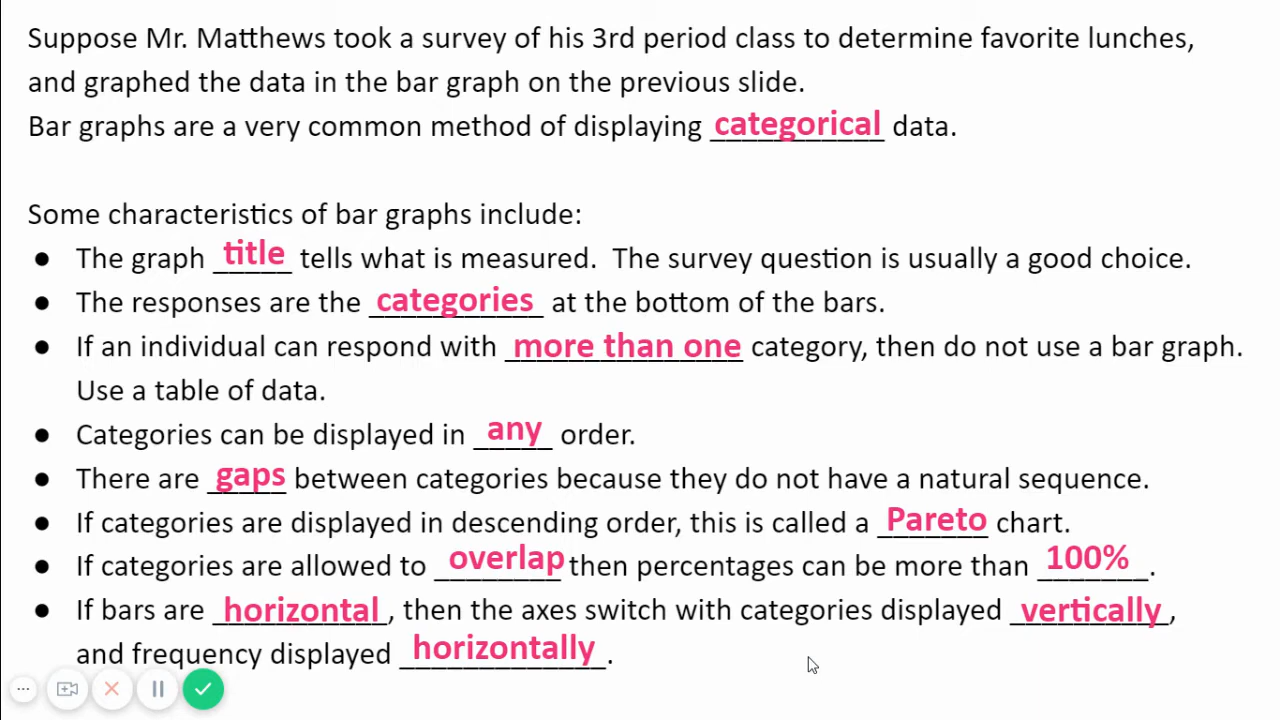 Suppose Mr. Matthews took a survey of his 3rd period class to determine favorite lunches,
and graphed the data in the bar graph on the previous slide.
Bar graphs are a very common method of displaying categorical data.
Some characteristics of bar graphs include:
● The graph title tells what is measured. The survey question is usually a good choice.
● The responses are the categories at the bottom of the bars.
● If an individual can respond with more than one category, then do not use a bar graph.
Use a table of data.
● Categories can be displayed in any order.
● There are gaps between categories because they do not have a natural sequence.
● If categories are displayed in descending order, this is called a Pareto chart.
● If categories are allowed to overlap then percentages can be more than 100%.
● If bars are horizontal, then the axes switch with categories displayed vertically,
and frequency displayed horizontally.